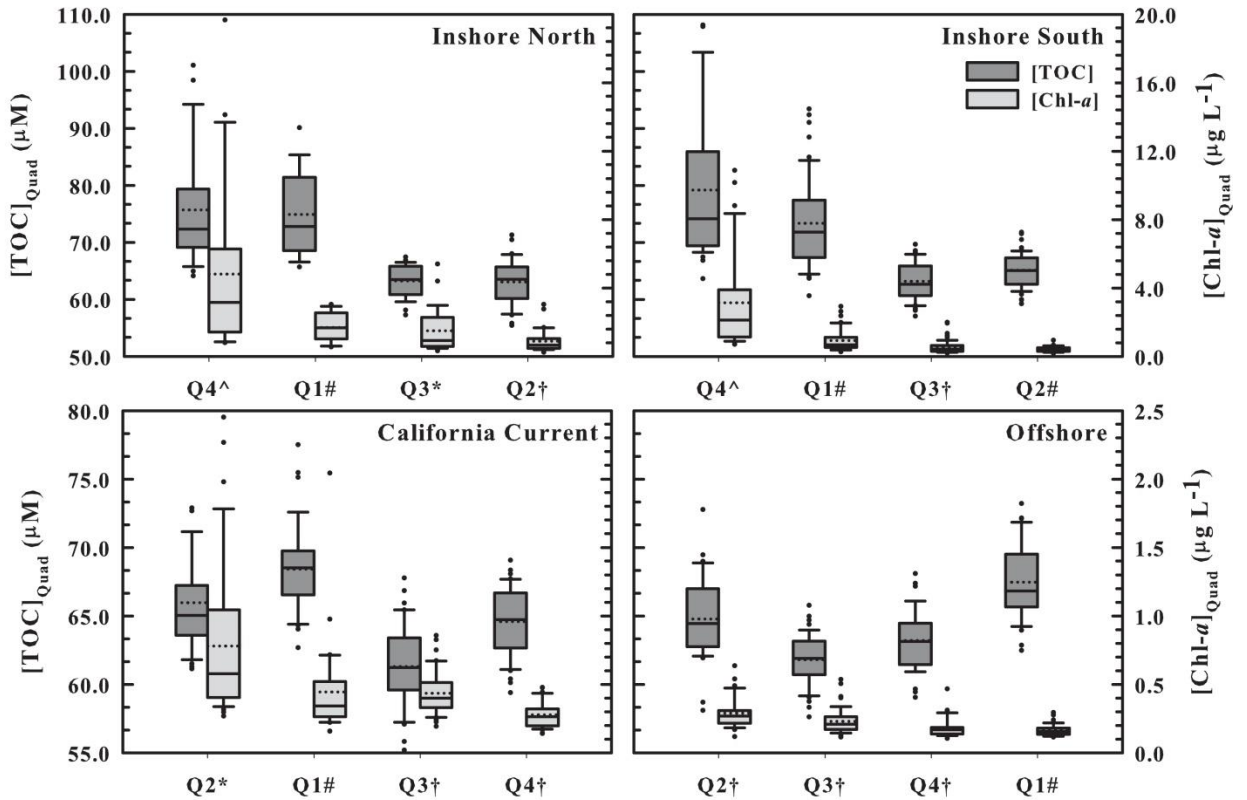 Inshore North
Inshore South
[TOC]
[Chl-a]
[TOC]Quad (μM)
110.0
100.0
90.0
80.0
70.0
60.0
50.0
20.0
16.0
12.0
8.0
4.0
0.0
[Chl-a]Quad (μg L-1)
Q4^ Q1# Q3* Q2†
Q4^ Q1# Q3† Q2#
California Current
Offshore
[TOC]Quad (μM)
80.0
75.0
70.0
65.0
60.0
55.0
2.5
2.0
1.5
1.0
0.5
0.0
[Chl-a]Quad (μg L-1)
Q2* Q1# Q3† Q4†
Q2† Q3† Q4† Q1#